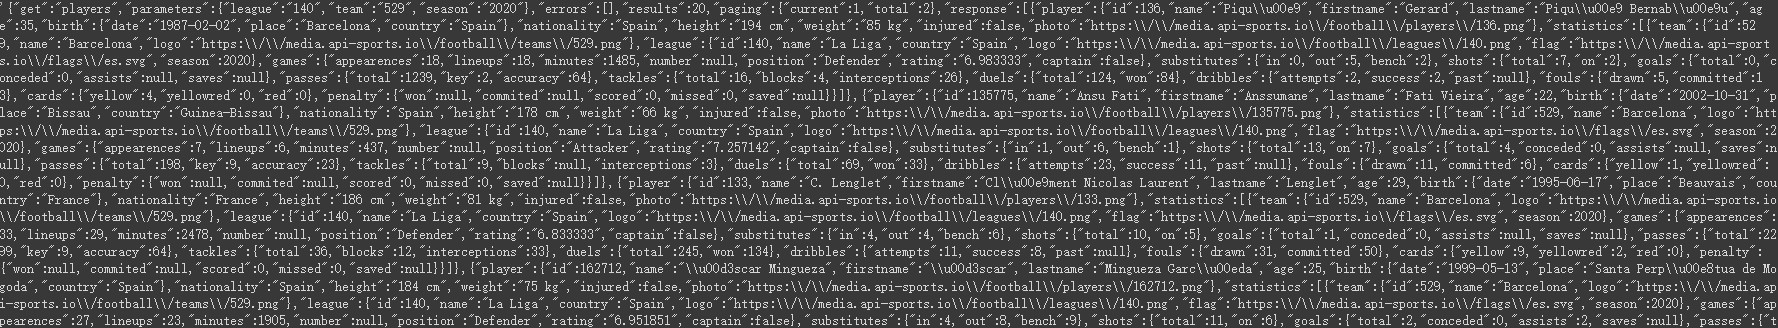 "{"get":"players","parameters":{"league":"140","team":"529","season":"2020"},"errors":[],"results":20,"paging":{"current":1,"total":2},"response":[{"player":{"id":136,"name":"Piqu\\u00e9","firstname":"Gerard","lastname":"Piqu\\u00e9 Bernab\\u00e9u","ag
e":35,"birth":{"date":"1987-02-02","place":"Barcelona","country":"Spain"},"nationality":"Spain","height":"194 cm","weight":"85 kg","injured":false,"photo":"https:\\/\\/media.api-sports.io\\/football\\/players\\/136.png"},"statistics":[{"team":{"id":52
9,"name":"Barcelona","logo":"https:\\/\\/media.api-sports.io\\/football\\/teams\\/529.png"},"league":{"id":140,"name":"La Liga","country":"Spain","logo":"https:\\/\\/media.api-sports.io\\/football\\/leagues\\/140.png","flag":"https:\\/\\/media.api-sport
s.io\\/flags\\/es.svg","season":2020},"games":{"appearences":18,"lineups":18,"minutes":1485,"number":null,"position":"Defender","rating":"6.983333","captain":false},"substitutes":{"in":0,"out":5,"bench":2},"shots":{"total":7,"on":2},"goals":{"total":0,"c
onceded":0,"assists":null,"saves":null},"passes":{"total":1239,"key":2,"accuracy":64},"tackles":{"total":16,"blocks":4,"interceptions":26},"duels":{"total":124,"won":84},"dribbles":{"attempts":2,"success":2,"past":null},"fouls":{"drawn":5,"committed":1
3},"cards":{"yellow":4,"yellowred":0,"red":0},"penalty":{"won":null,"commited":null,"scored":0,"missed":0,"saved":null}}]},{"player":{"id":135775,"name":"Ansu Fati","firstname":"Anssumane","lastname":"Fati Vieira","age":22,"birth":{"date":"2002-10-31","p
lace":"Bissau","country":"Guinea-Bissau"},"nationality":"Spain","height":"178 cm","weight":"66 kg","injured":false,"photo":"https:\\/\\/media.api-sports.io\\/football\\/players\\/135775.png"},"statistics":[{"team":{"id":529,"name":"Barcelona","logo":"htt
ps:\\/\\/media.api-sports.io\\/football\\/teams\\/529.png"},"league":{"id":140,"name":"La Liga","country":"Spain","logo":"https:\\/\\/media.api-sports.io\\/football\\/leagues\\/140.png","flag":"https:\\/\\/media.api-sports.io\\/flags\\/es.svg","season":2
020},"games":{"appearences":7,"lineups":6,"minutes":437,"number":null,"position":"Attacker","rating":"7.257142","captain":false},"substitutes":{"in":1,"out":6,"bench":1},"shots":{"total":13,"on":7},"goals":{"total":4,"conceded":0,"assists":null,"saves":n
ull},"passes":{"total":198,"key":9,"accuracy":23},"tackles":{"total":9,"blocks":null,"interceptions":3},"duels":{"total":69,"won":33},"dribbles":{"attempts":23,"success":11,"past":null},"fouls":{"drawn":11,"committed":6},"cards":{"yellow":1,"yellowred":
0,"red":0},"penalty":{"won":null,"commited":null,"scored":0,"missed":0,"saved":null}}]},{"player":{"id":133,"name":"C. Lenglet","firstname":"Cl\\u00e9ment Nicolas Laurent","lastname":"Lenglet","age":29,"birth":{"date":"1995-06-17","place":"Beauvais","cou
ntry":"France"},"nationality":"France","height":"186 cm","weight":"81 kg","injured":false,"photo":"https:\\/\\/media.api-sports.io\\/football\\/players\\/133.png"},"statistics":[{"team":{"id":529,"name":"Barcelona","logo":"https:\\/\\/media.api-sports.io
\\/football\\/teams\\/529.png"},"league":{"id":140,"name":"La Liga","country":"Spain","logo":"https:\\/\\/media.api-sports.io\\/football\\/leagues\\/140.png","flag":"https:\\/\\/media.api-sports.io\\/flags\\/es.svg","season":2020},"games":{"appearences":
33,"lineups":29,"minutes":2478,"number":null,"position":"Defender","rating":"6.833333","captain":false},"substitutes":{"in":4,"out":4,"bench":6},"shots":{"total":10,"on":5},"goals":{"total":1,"conceded":0,"assists":null,"saves":null},"passes":{"total":22
99,"key":9,"accuracy":64},"tackles":{"total":36,"blocks":12,"interceptions":33},"duels":{"total":245,"won":134},"dribbles":{"attempts":11,"success":8,"past":null},"fouls":{"drawn":31,"committed":50},"cards":{"yellow":9,"yellowred":2,"red":0},"penalty":
{"won":null,"commited":null,"scored":0,"missed":0,"saved":null}}]},{"player":{"id":162712,"name":"\\u00d3scar Mingueza","firstname":"\\u00d3scar","lastname":"Mingueza Garc\\u00eda","age":25,"birth":{"date":"1999-05-13","place":"Santa Perp\\u00e8tua de Mo
goda","country":"Spain"},"nationality":"Spain","height":"184 cm","weight":"75 kg","injured":false,"photo":"https:\\/\\/media.api-sports.io\\/football\\/players\\/162712.png"},"statistics":[{"team":{"id":529,"name":"Barcelona","logo":"https:\\/\\/media.ap
i-sports.io\\/football\\/teams\\/529.png"},"league":{"id":140,"name":"La Liga","country":"Spain","logo":"https:\\/\\/media.api-sports.io\\/football\\/leagues\\/140.png","flag":"https:\\/\\/media.api-sports.io\\/flags\\/es.svg","season":2020},"games":{"ap
pearences":27,"lineups":23,"minutes":1905,"number":null,"position":"Defender","rating":"6.951851","captain":false},"substitutes":{"in":4,"out":8,"bench":9},"shots":{"total":11,"on":6},"goals":{"total":2,"conceded":0,"assists":2,"saves":null},"passes":{"t